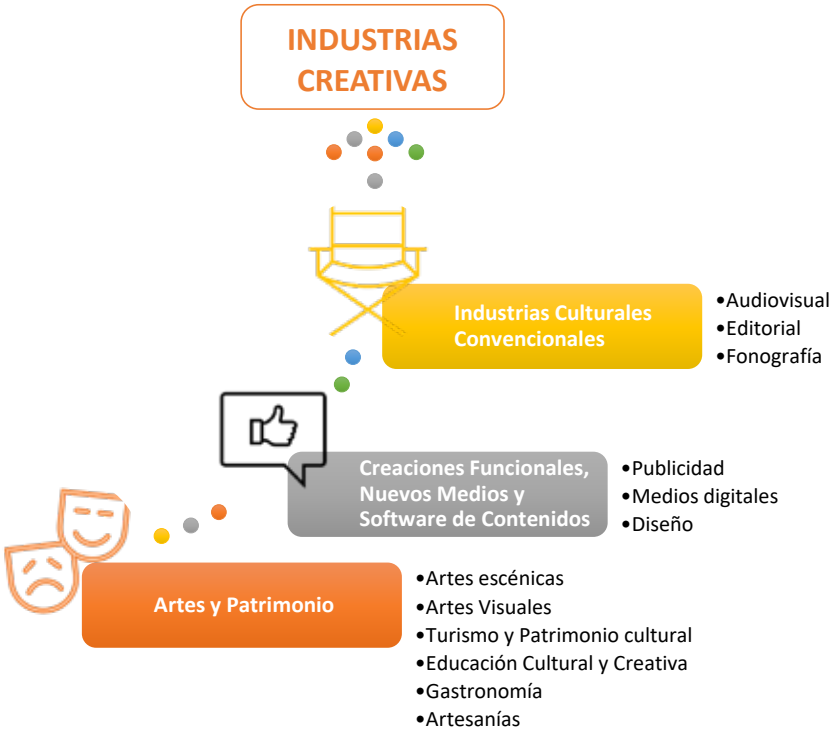 INDUSTRIAS
CREATIVAS
Industrias Culturales
Convencionales
•Audiovisual
•Editorial
•Fonografía
Creaciones Funcionales,
Nuevos Medios y
Software de Contenidos
•Publicidad
•Medios digitales
•Diseño
Artes y Patrimonio
•Artes escénicas
•Artes Visuales
•Turismo y Patrimonio cultural
•Educación Cultural y Creativa
•Gastronomía
•Artesanías